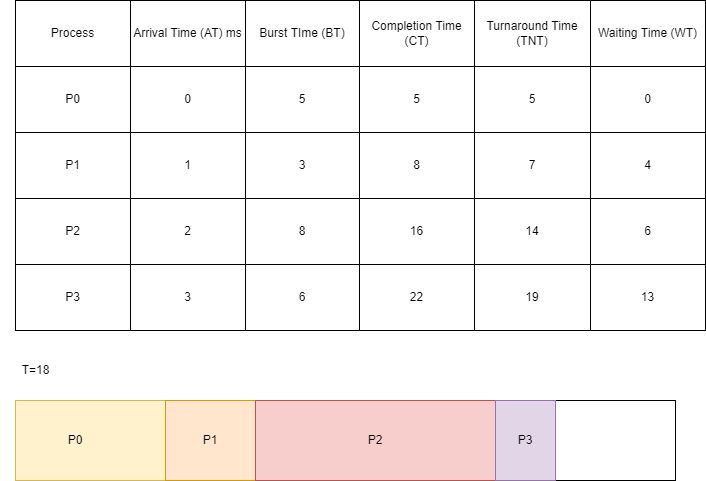 Process Arrival Time (AT) ms Burst TIme (BT) Completion Time (CT) Turnaround Time (TNT) Waiting Time (WT)
P0 0 5 5 5 0
P1 1 3 8 7 4
P2 2 8 16 14 6
P3 3 6 22 19 13
T=18
P0 P1 P2 P3